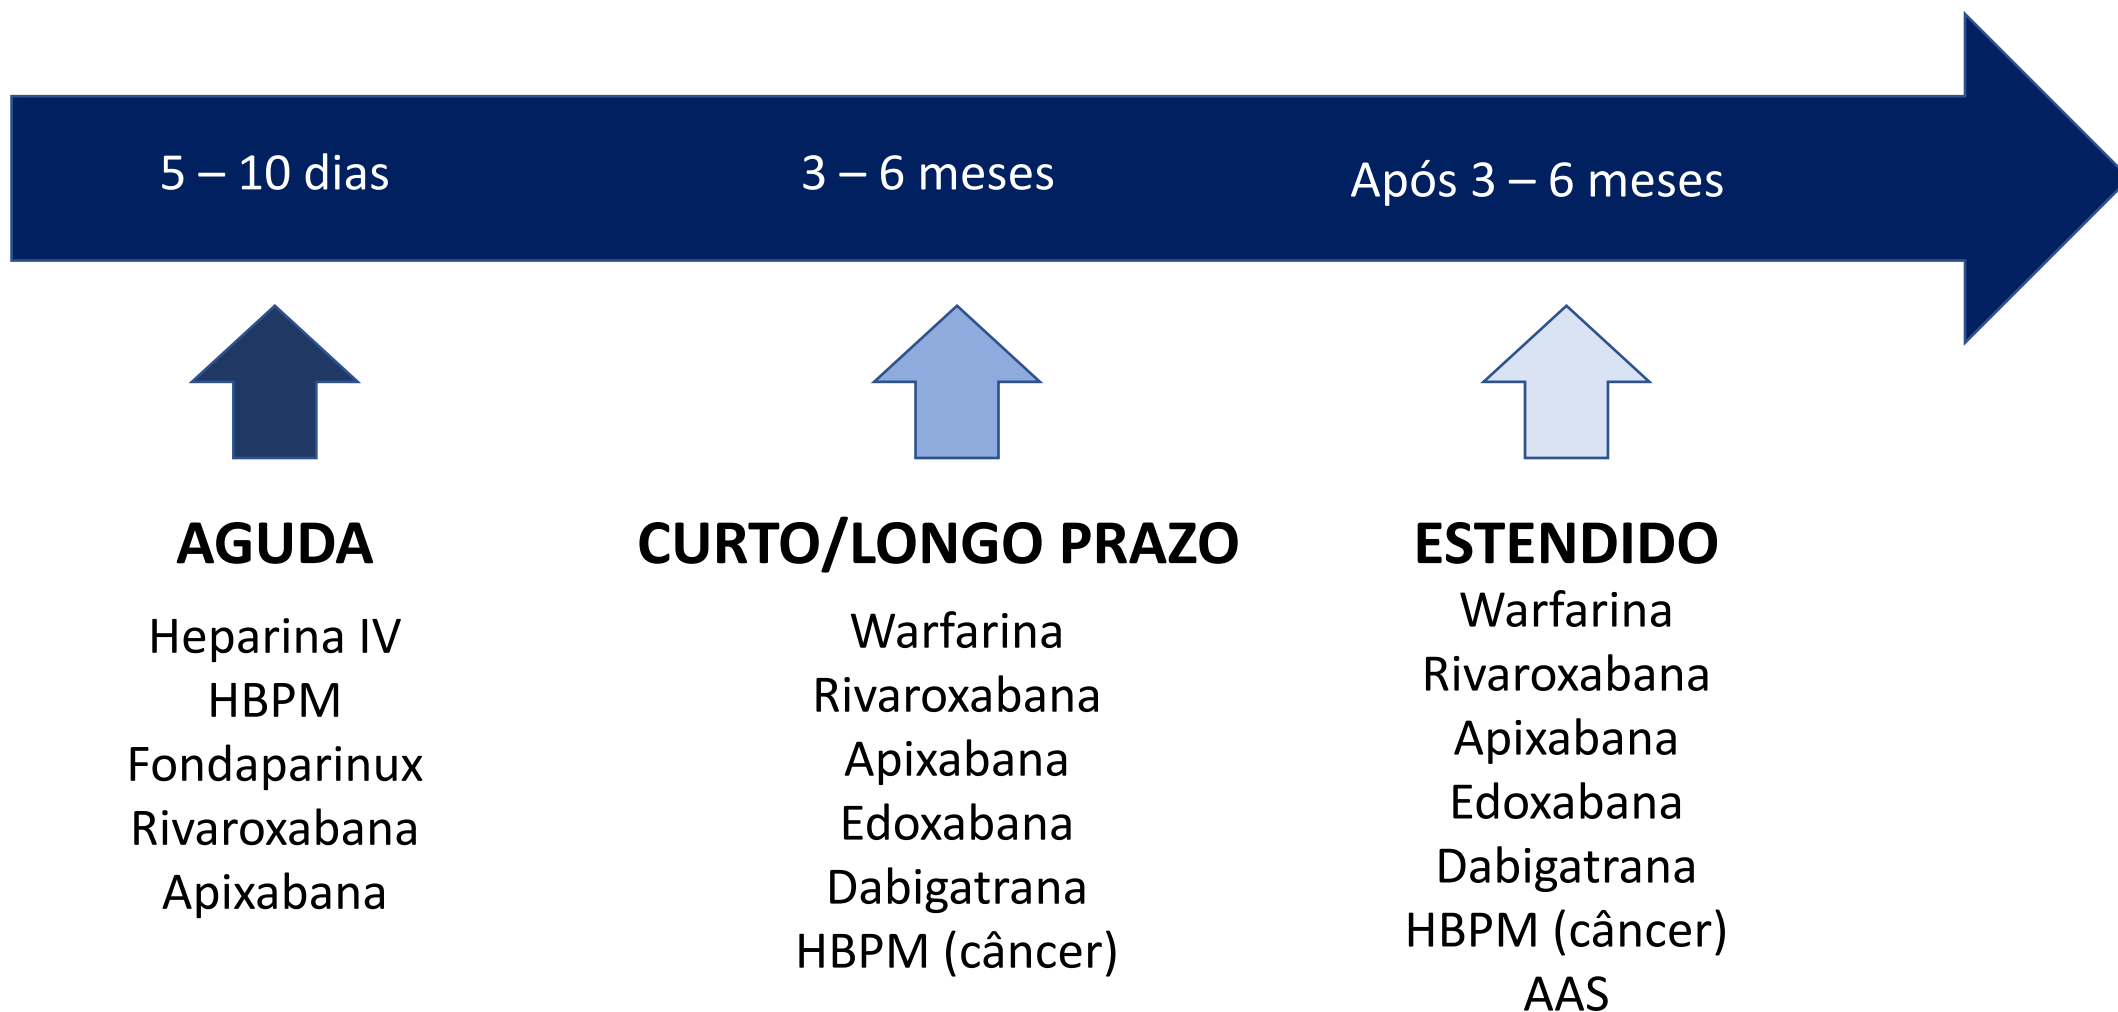 5 – 10 dias
3 – 6 meses
Após 3 – 6 meses
AGUDA
Heparina IV
HBPM
Fondaparinux
Rivaroxabana
Apixabana
CURTO/LONGO PRAZO
Warfarina
Rivaroxabana
Apixabana
Edoxabana
Dabigatrana
HBPM (câncer)
ESTENDIDO
Warfarina
Rivaroxabana
Apixabana
Edoxabana
Dabigatrana
HBPM (câncer)
AAS